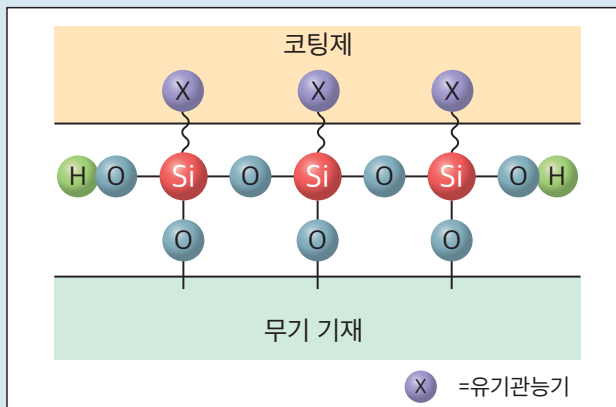 코팅제
X X X
H O Si O Si O Si O H
O O O
무기 기재
X =유기관능기